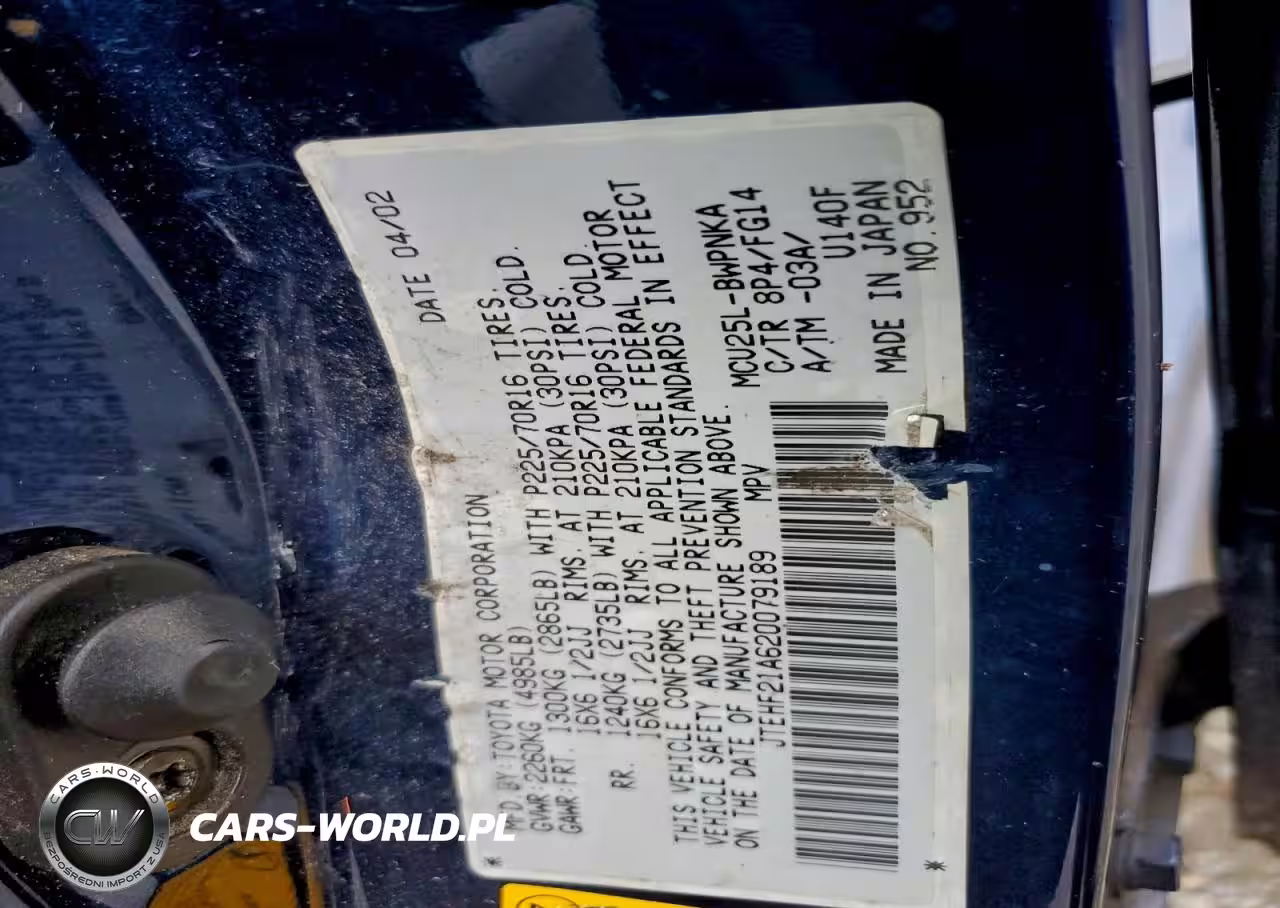 DATE 04/02
M'F'D BY: TOYOTA MOTOR CORPORATION
GVWR: 2260KG (4985LB)
GAWR: FRT. 1300KG (2865LB) WITH P225/70R16 TIRES.
16X6 1/2JJ RIMS. AT 210KPA (30PSI) COLD.
RR. 1240KG (2735LB) WITH P225/70R16 TIRES.
16X6 1/2JJ RIMS. AT 210KPA (30PSI) COLD.
THIS VEHICLE CONFORMS TO ALL APPLICABLE FEDERAL MOTOR
VEHICLE SAFETY AND THEFT PREVENTION STANDARDS IN EFFECT
ON THE DATE OF MANUFACTURE SHOWN ABOVE.
JTEHF21A620079189 MPV
MCU25L-BWPNKA
C/TR 8P4/FG14
A/TM -03A/
U140F
MADE IN JAPAN
NO.952
CARS-WORLD
CW
BEZPOŚREDNI IMPORT Z USA
CARS-WORLD.PL